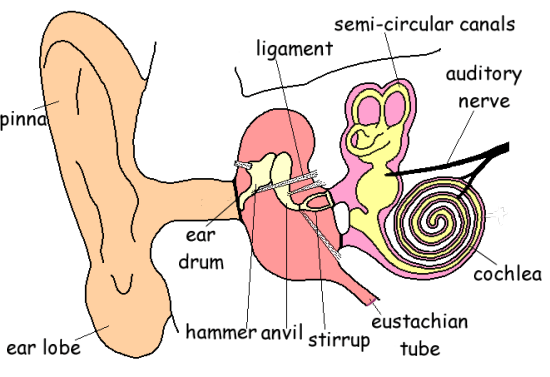 semi-circular canals
ligament
auditory
nerve
pinna
ear
drum
cochlea
hammer anvil stirrup
eustachian
tube
ear lobe